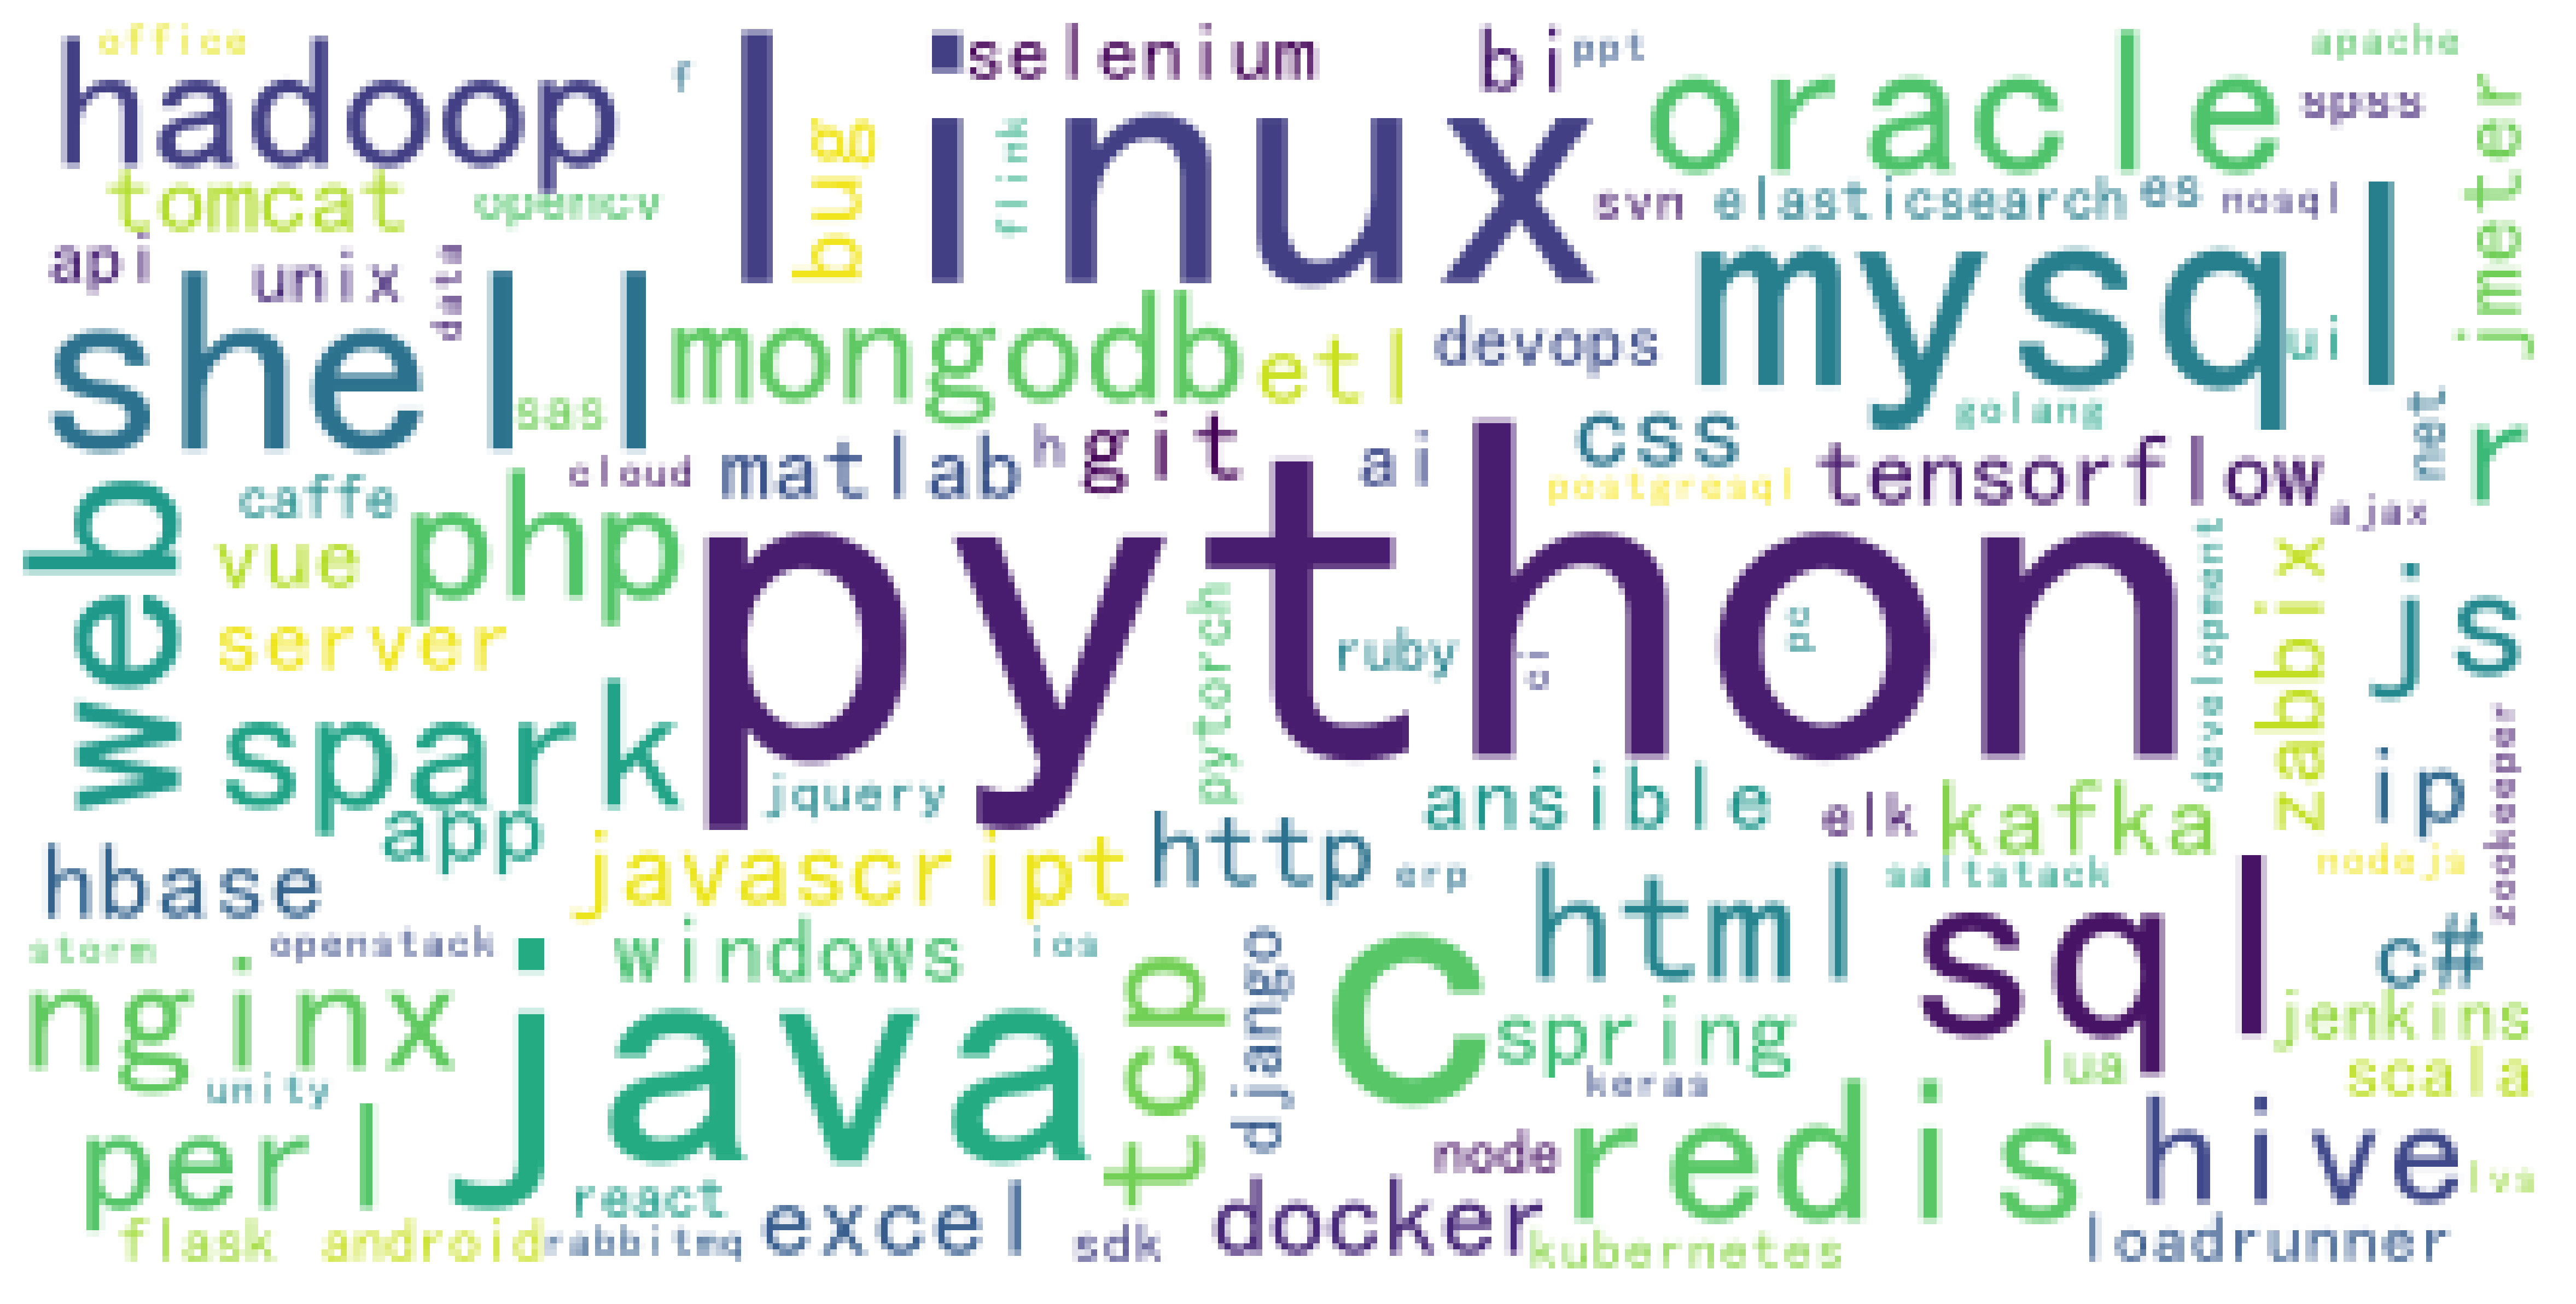 office
hadoop
f
linux
selenium
bi
ppt
oracle
apache
spss
jmeter
bug
flink
tomcat
opencv
svn
elasticsearch
es
nosql
api
unix
data
mysql
shell
mongodb
etl
devops
ui
sas
golang
net
r
matlab
h
git
ai
css
tensorflow
cloud
postgresql
ajax
caffe
web
php
vue
python
server
pytorch
ruby
ci
pc
development
zabbix
js
spark
jquery
ansible
elk
kafka
ip
zookeeper
app
javascript
http
erp
saltstack
nodejs
hbase
html
sql
c#
storm
openstack
windows
ios
django
c
nginx
java
tcp
spring
jenkins
unity
keras
lua
scala
perl
react
node
redis
hive
lvs
flask
android
rabbitmq
excel
sdk
docker
kubernetes
loadrunner